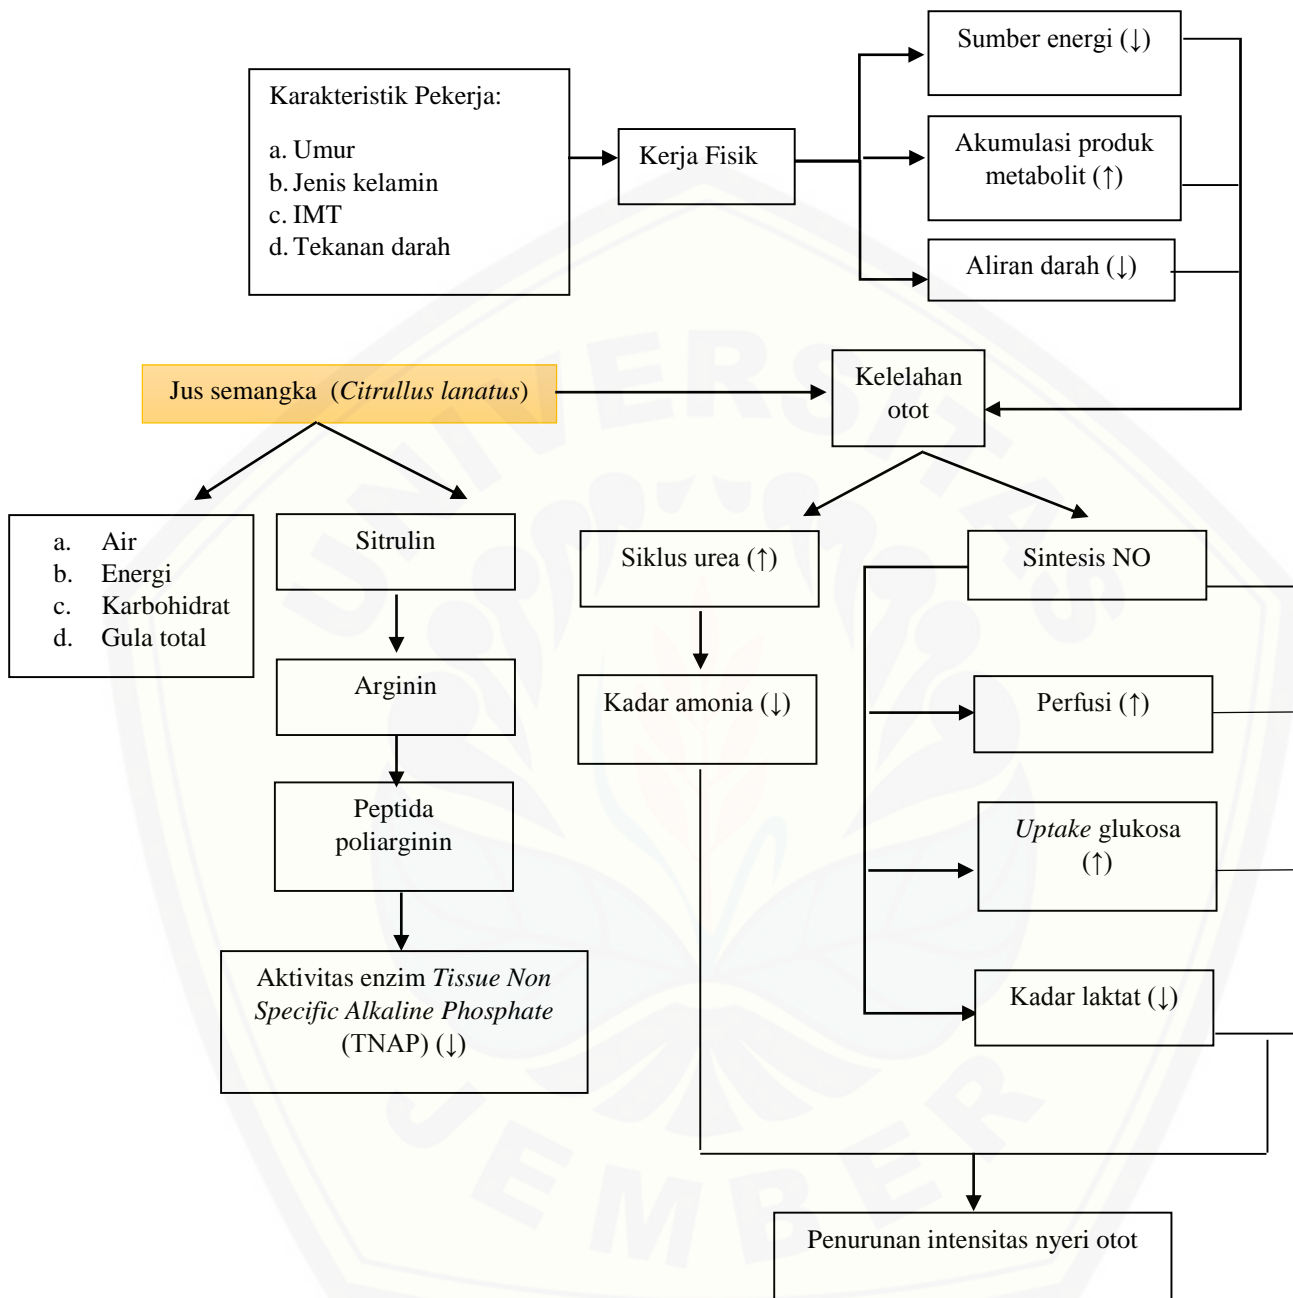 Sumber energi (↓)
Karakteristik Pekerja:
a. Umur
b. Jenis kelamin
c. IMT
d. Tekanan darah
Kerja Fisik
Akumulasi produk
metabolit (↑)
Aliran darah (↓)
Jus semangka (Citrullus lanatus)
Kelelahan
otot
a. Air
b. Energi
c. Karbohidrat
d. Gula total
Sitrulin
Siklus urea (↑)
Sintesis NO
Arginin
Kadar amonia (↓)
Perfusi (↑)
Peptida
poliarginin
Uptake glukosa
(↑)
Aktivitas enzim Tissue Non
Specific Alkaline Phosphate
(TNAP) (↓)
Kadar laktat (↓)
Penurunan intensitas nyeri otot
UNIVERSITAS
JEMBER